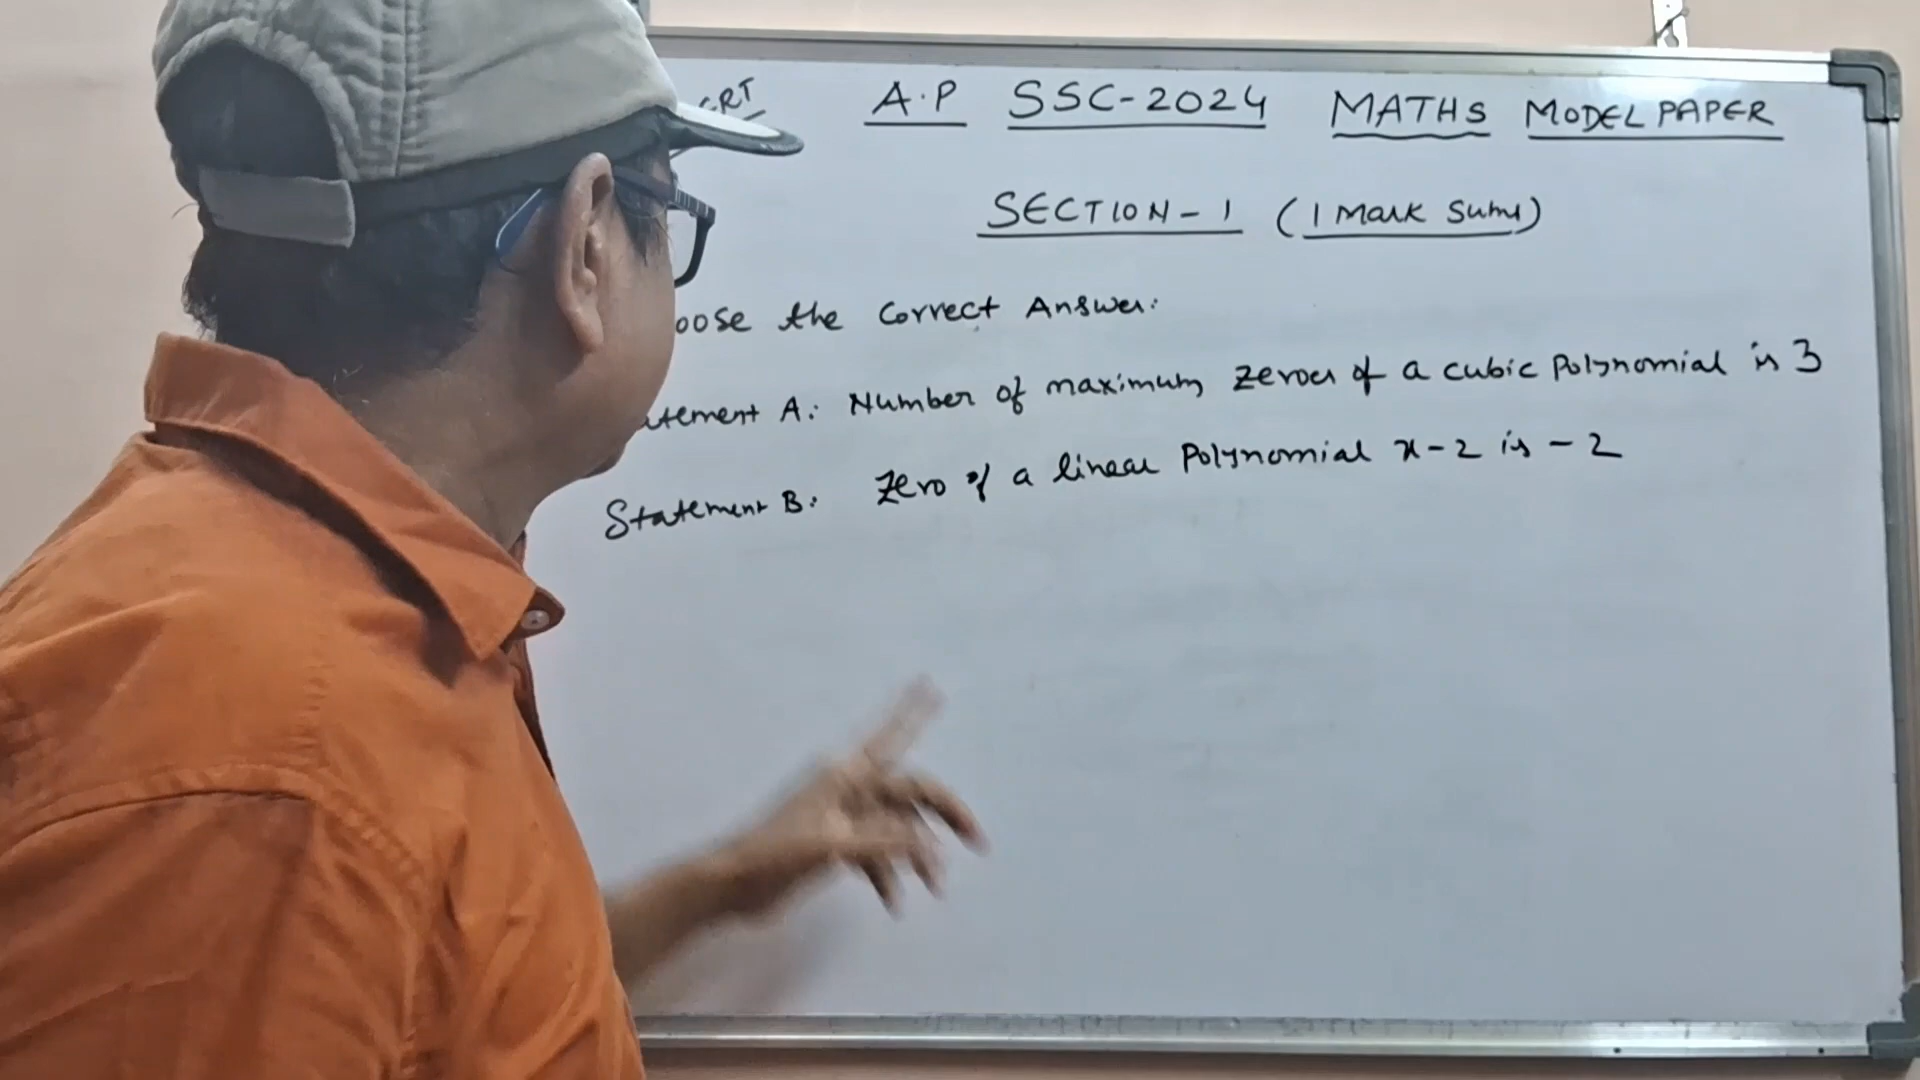 A.P SSC-2024 MATHS MODEL PAPER
SECTION-1 (1 Mark Sums)
the Correct Answer:
A: Number of maximum zeroes of a cubic Polynomial is 3
Statement B: Zero of a linear Polynomial x-2 is -2